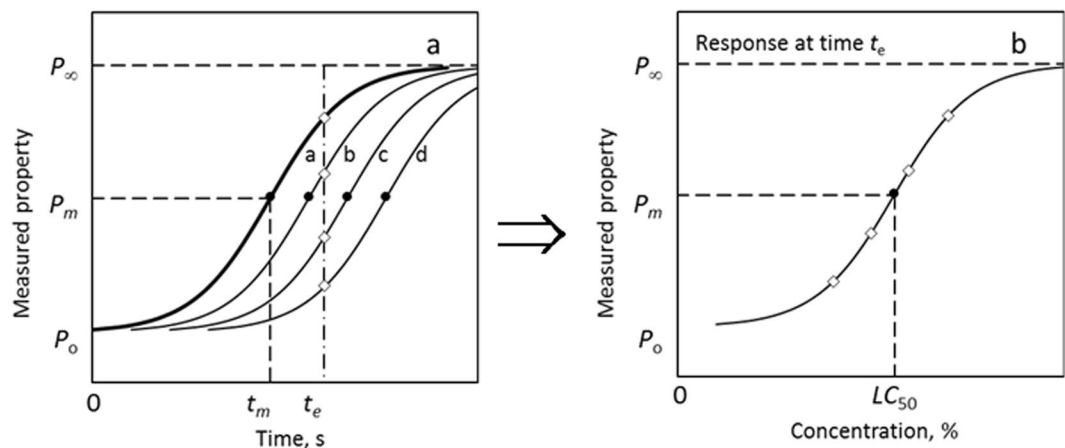 a
P∞
a b c d
Pm
Po
0
tm te
Time, s
Measured property
Response at time te
b
P∞
Pm
Po
0
LC50
Concentration, %
Measured property